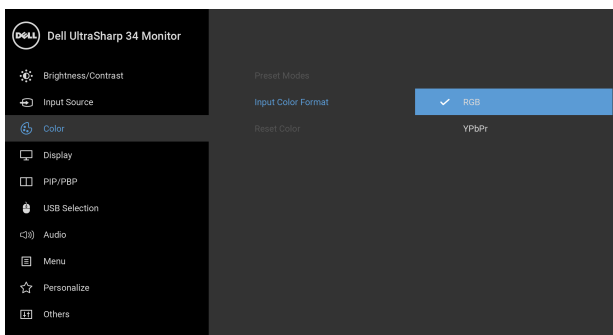 DELL Dell UltraSharp 34 Monitor
Brightness/Contrast Preset Modes
Input Source Input Color Format RGB
Color Reset Color YPbPr
Display
PIP/PBP
USB Selection
Audio
Menu
Personalize
Others